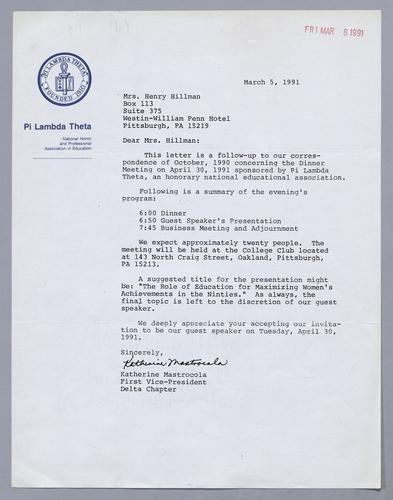 FRI MAR 8 1991
PI LAMBDA THETA
FOUNDED 1910
Pi Lambda Theta
National Honor
and Professional
Association in Education
March 5, 1991
Mrs. Henry Hillman
Box 113
Suite 375
Westin-William Penn Hotel
Pittsburgh, PA 15219
Dear Mrs. Hillman:
This letter is a follow-up to our corres-
pondence of October, 1990 concerning the Dinner
Meeting on April 30, 1991 sponsored by Pi Lambda
Theta, an honorary national educational association.
Following is a summary of the evening's
program:
6:00 Dinner
6:50 Guest Speaker's Presentation
7:45 Business Meeting and Adjournment
We expect approximately twenty people. The
meeting will be held at the College Club located
at 143 North Craig Street, Oakland, Pittsburgh,
PA 15213.
A suggested title for the presentation might
be: "The Role of Education for Maximizing Women's
Achievements in the Nineties." As always, the
final topic is left to the discretion of our guest
speaker.
We deeply appreciate your accepting our invita-
tion to be our guest speaker on Tuesday, April 30,
1991.
Sincerely,
Katherine Mastrocola
Katherine Mastrocola
First Vice-President
Delta Chapter